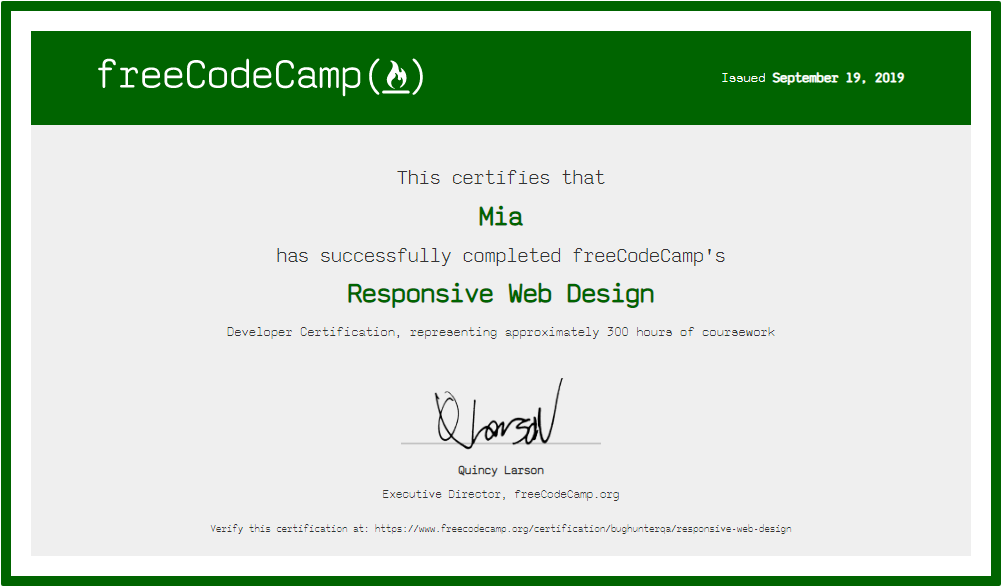 freeCodeCamp(🔥)
Issued September 19, 2019
This certifies that
Mia
has successfully completed freeCodeCamp's
Responsive Web Design
Developer Certification, representing approximately 300 hours of coursework
QLarson
Quincy Larson
Executive Director, freeCodeCamp.org
Verify this certification at: https://www.freecodecamp.org/certification/bughunterqa/responsive-web-design